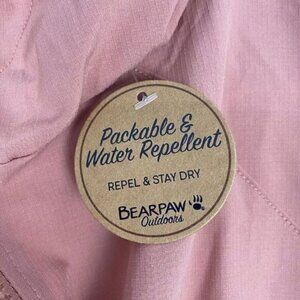 Packable &
Water Repellent
REPEL & STAY DRY
BEARPAW
Outdoors